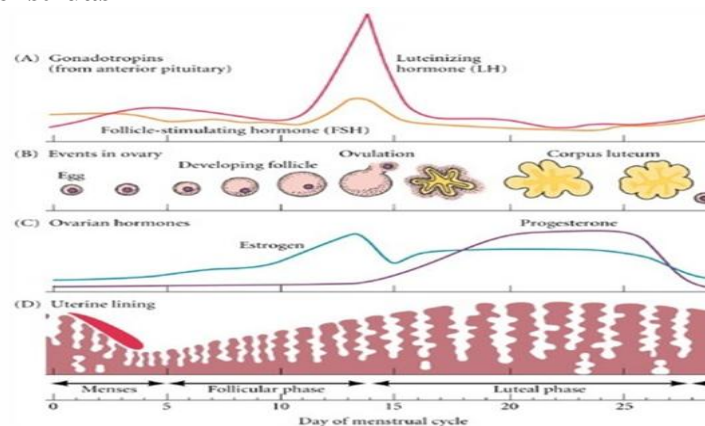 (A) Gonadotropins
(from anterior pituitary)
Luteinizing
hormone (LH)
Follicle-stimulating hormone (FSH)
(B) Events in ovary
Ovulation
Corpus luteum
Developing follicle
Egg
(C) Ovarian hormones
Progesterone
Estrogen
(D) Uterine lining
Menses
Follicular phase
Luteal phase
0 5 10 15 20 25
Day of menstrual cycle